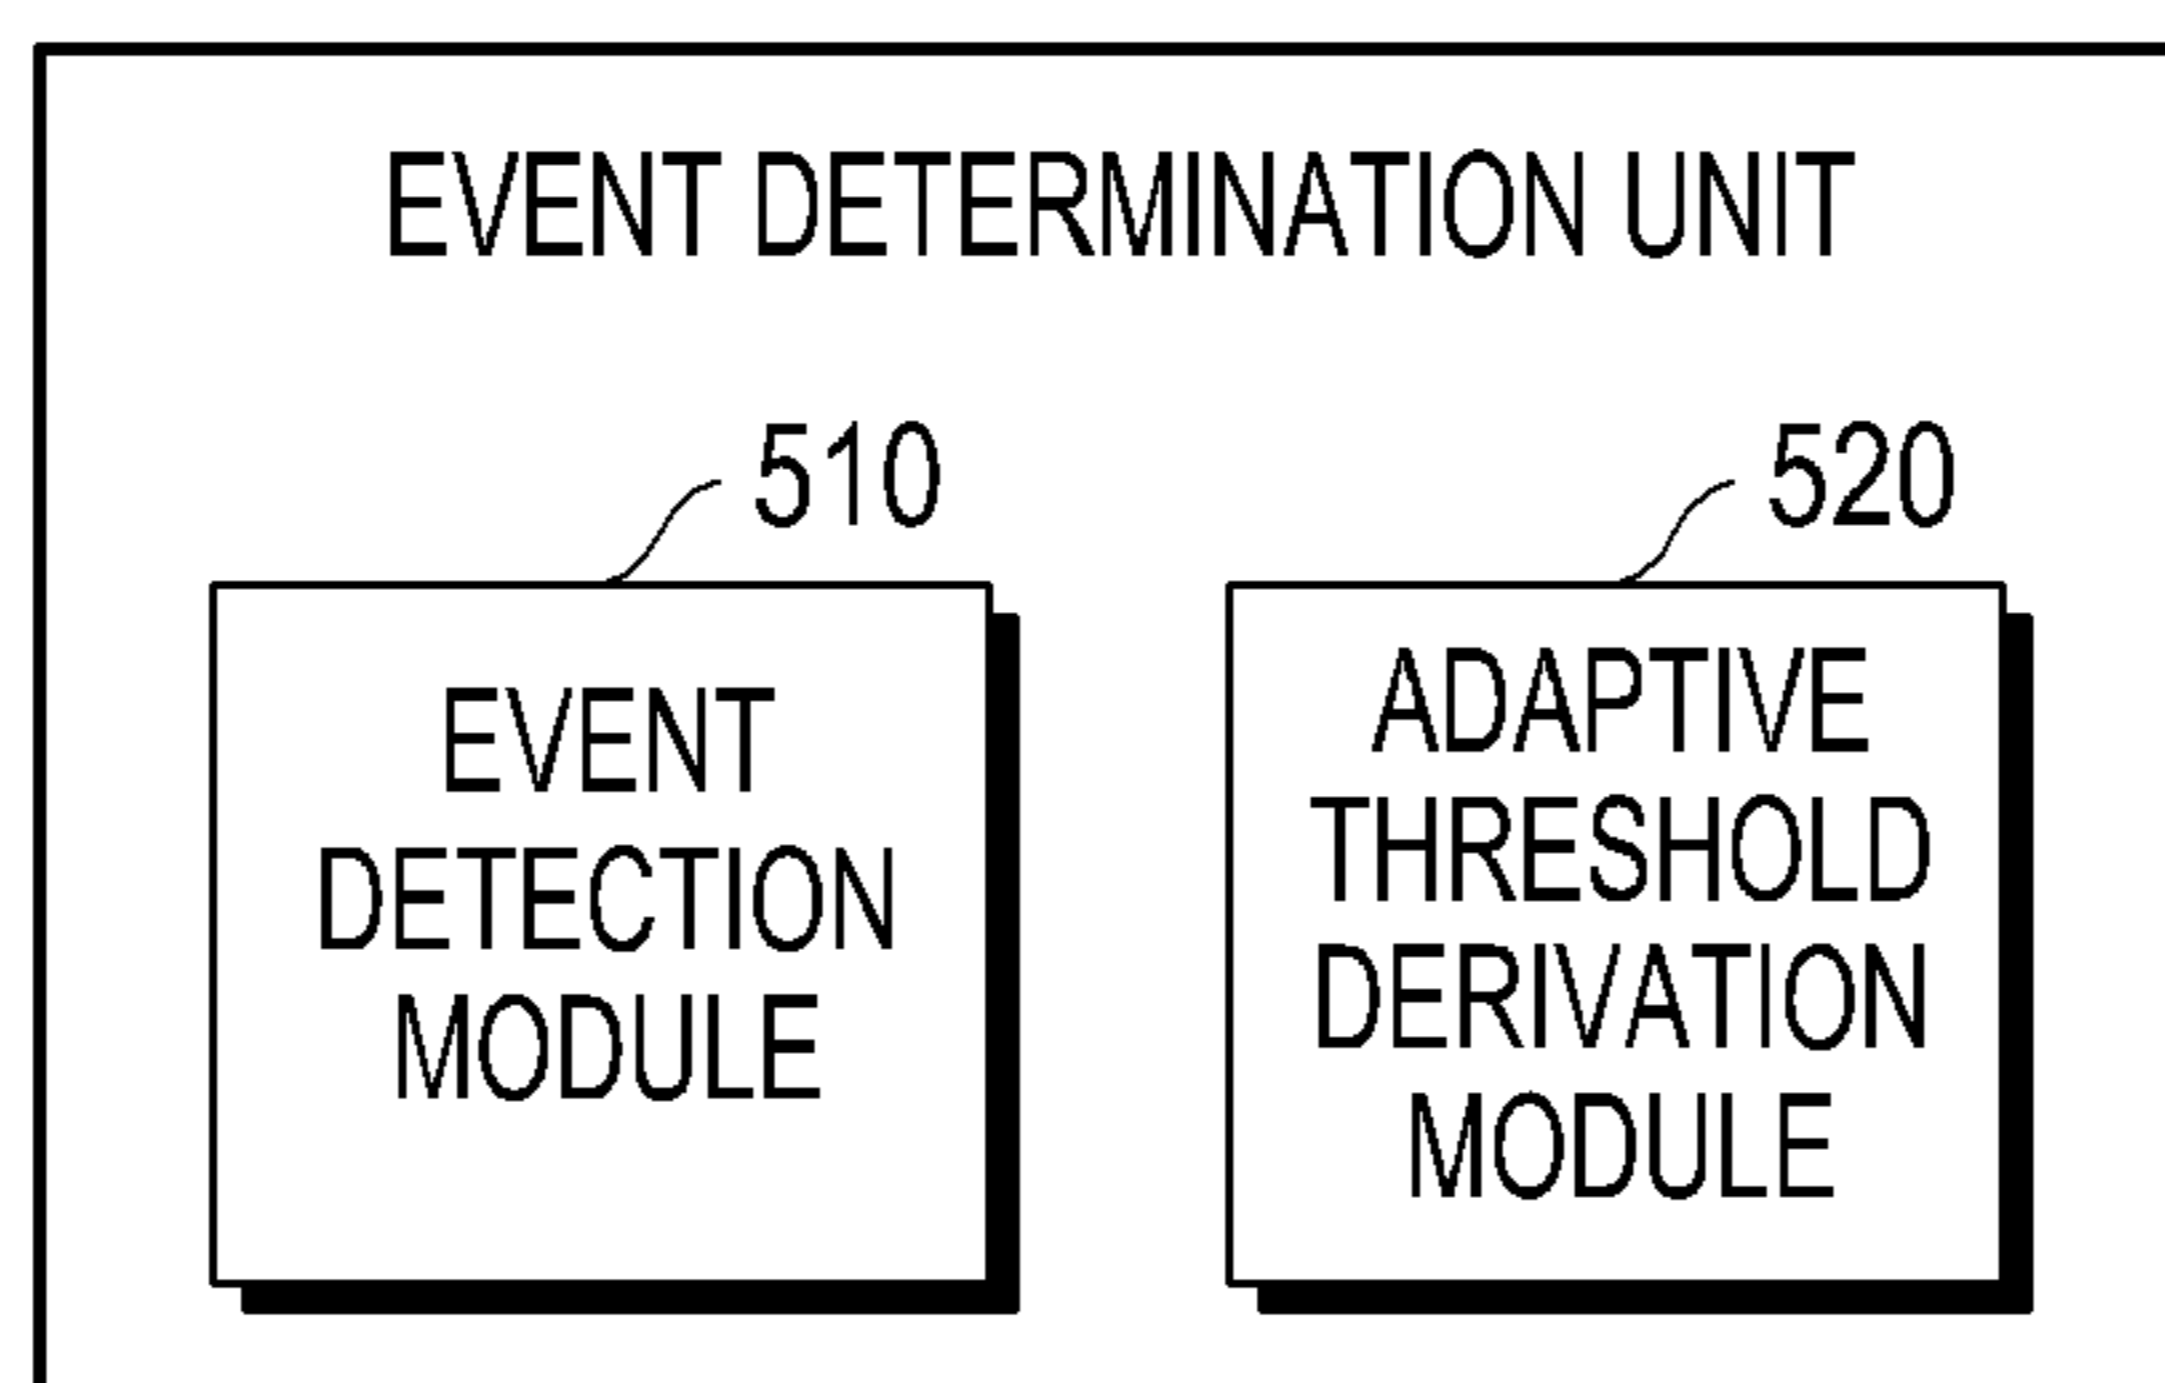 EVENT DETERMINATION UNIT
510
EVENT
DETECTION
MODULE
520
ADAPTIVE
THRESHOLD
DERIVATION
MODULE